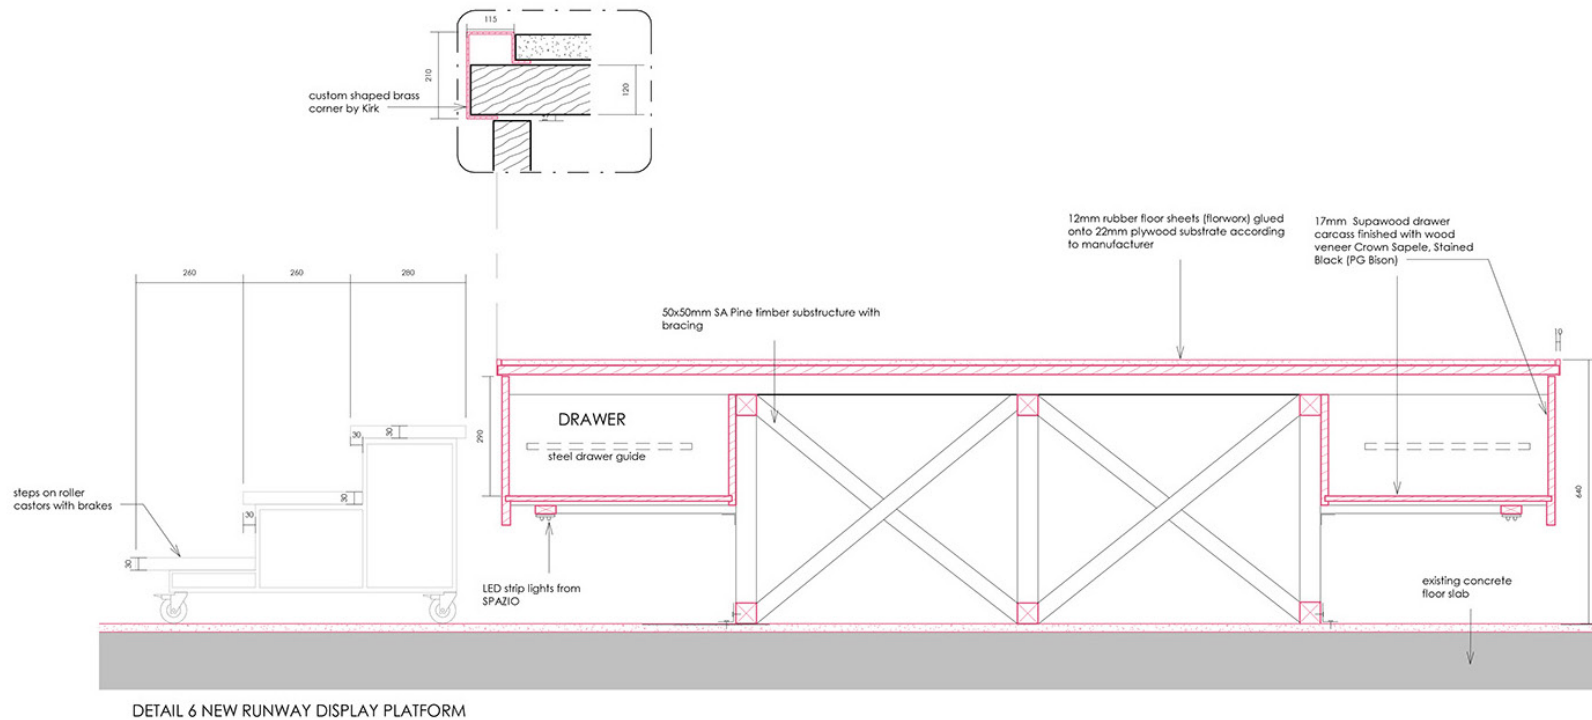 115
210
120
custom shaped brass
corner by Kirk
12mm rubber floor sheets (florworx) glued
onto 22mm plywood substrate according
to manufacturer
17mm Supawood drawer
carcass finished with wood
veneer Crown Sapele, Stained
Black (PG Bison)
260
260
280
50x50mm SA Pine timber substructure with
bracing
10
DRAWER
290
steel drawer guide
30
30
steps on roller
castors with brakes
30
30
30
640
LED strip lights from
SPAZIO
existing concrete
floor slab
DETAIL 6 NEW RUNWAY DISPLAY PLATFORM